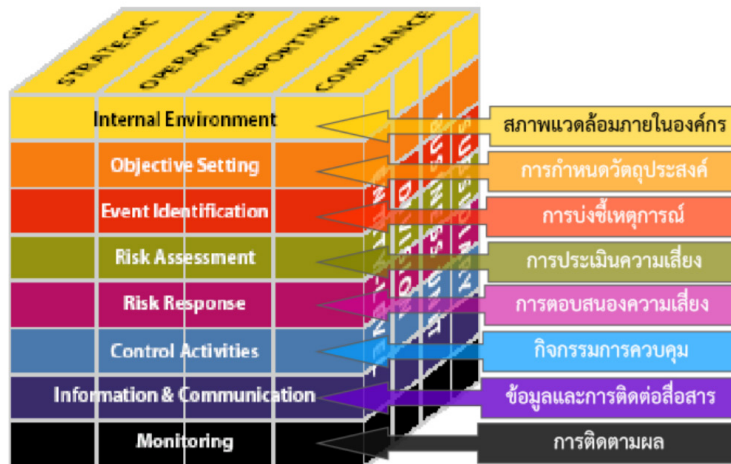 STRATEGIC
OPERATIONS
REPORTING
COMPLIANCE
Internal Environment
สภาพแวดล้อมภายในองค์กร
Objective Setting
การกำหนดวัตถุประสงค์
Event Identification
การบ่งชี้เหตุการณ์
Risk Assessment
การประเมินความเสี่ยง
Risk Response
การตอบสนองความเสี่ยง
Control Activities
กิจกรรมการควบคุม
Information & Communication
ข้อมูลและการติดต่อสื่อสาร
Monitoring
การติดตามผล